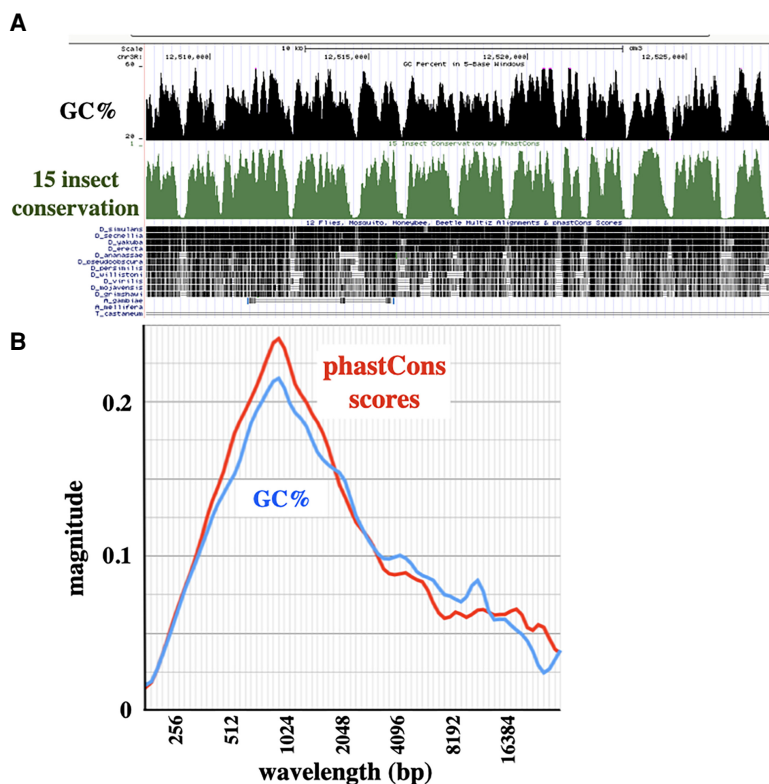 A
Scale
10 kb
dm3
chr3R:
12,510,000
12,515,000
12,520,000
12,525,000
GC Percent in 5-Base Windows
60
GC%
20
15 Insect Conservation by PhastCons
1
15 insect
conservation
12 Flies, Mosquito, Honeybee, Beetle Multiz Alignments & phastCons Scores
D_simulans
D_sechellia
D_yakuba
D_erecta
D_ananassae
D_pseudoobscura
D_persimilis
D_willistoni
D_virilis
D_mojavensis
D_grimshawi
A_gambiae
A_mellifera
T_castaneum
B
phastCons
scores
GC%
magnitude
0.2
0.1
0
256
512
1024
2048
4096
8192
16384
wavelength (bp)